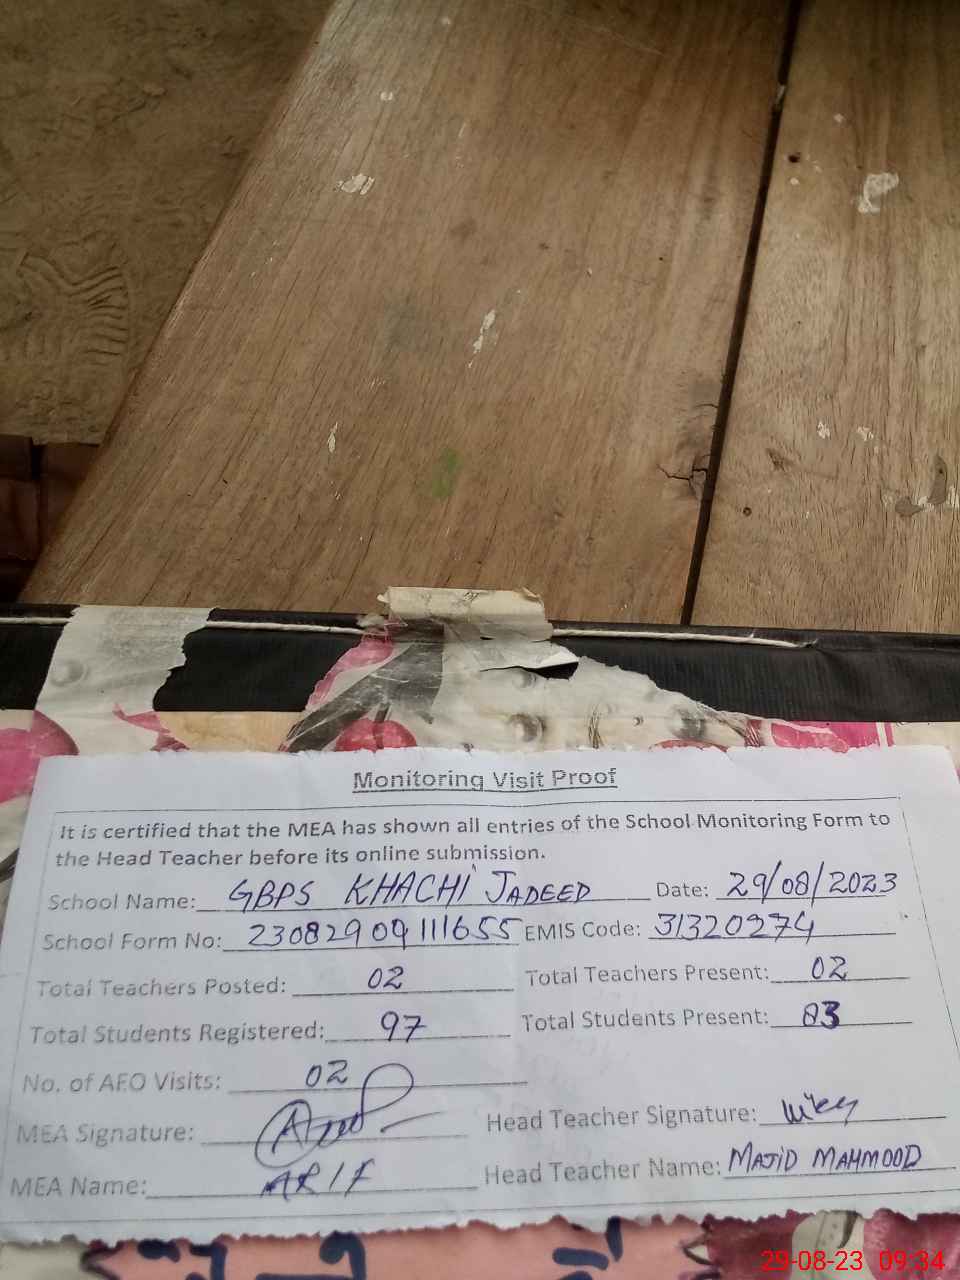 Monitoring Visit Proof
It is certified that the MEA has shown all entries of the School Monitoring Form to
the Head Teacher before its online submission.
School Name: GBPS KHACHI JADEED Date: 29/08/2023
School Form No: 23082909111655 EMIS Code: 31320274
Total Teachers Posted: 02 Total Teachers Present: 02
Total Students Registered: 97 Total Students Present: 83
No. of AEO Visits: 02
MEA Signature: Head Teacher Signature:
MEA Name: ARIF Head Teacher Name: MAJID MAHMOOD
29-08-23 09:34